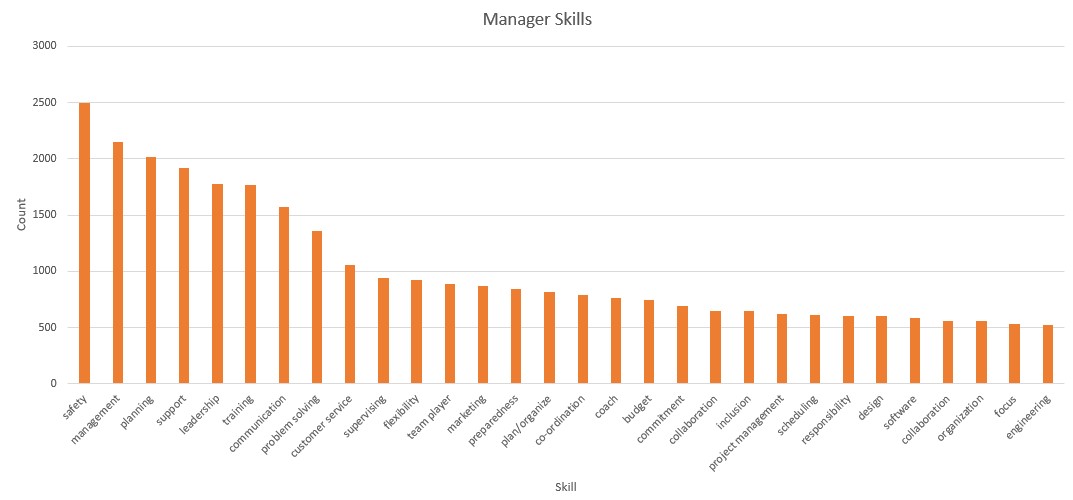 Manager Skills
3000
2500
2000
1500
1000
500
0
Count
safety
management
planning
support
leadership
training
communication
problem solving
customer service
supervising
flexibility
team player
marketing
preparedness
plan/organize
co-ordination
coach
budget
commitment
collaboration
inclusion
project management
scheduling
responsibility
design
software
collaboration
organization
focus
engineering
Skill